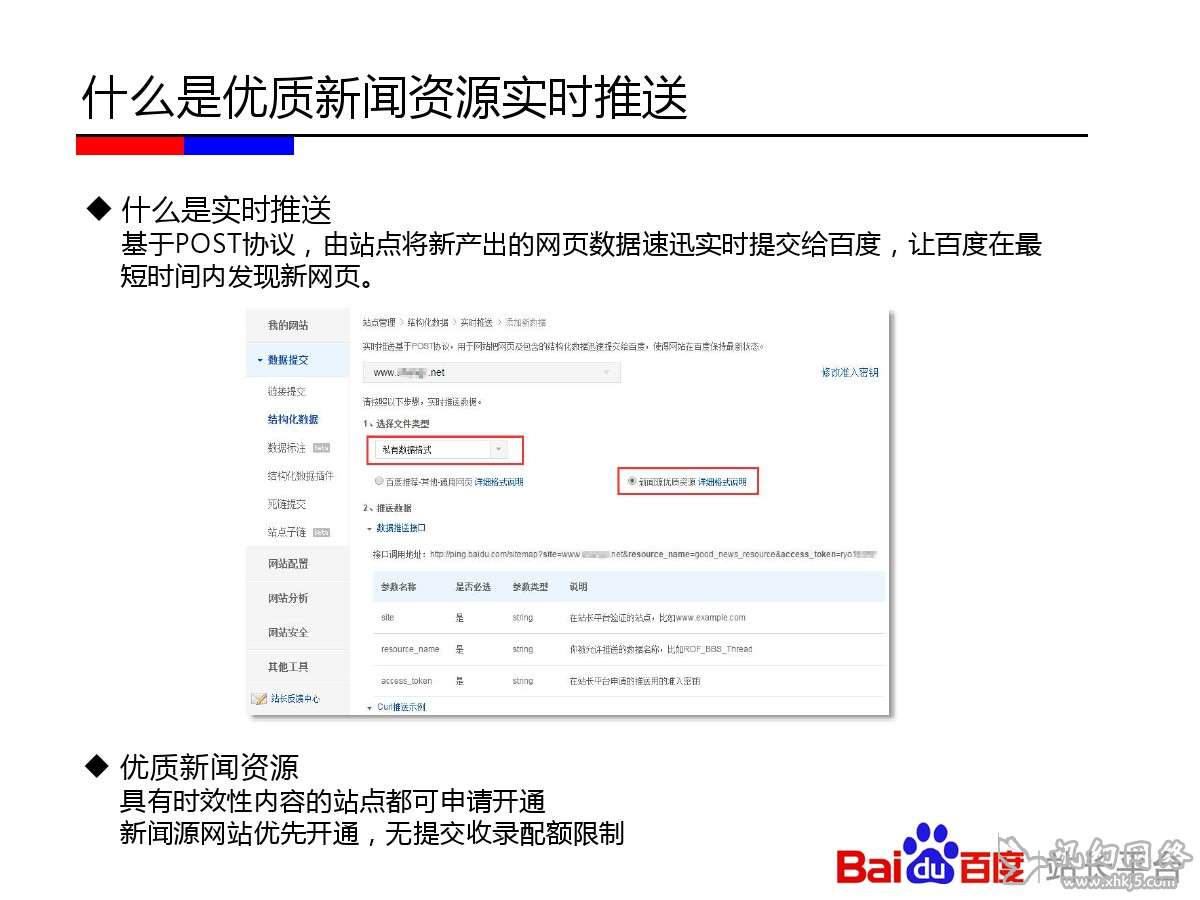 什么是优质新闻资源实时推送
◆ 什么是实时推送
基于POST协议，由站点将新产出的网页数据速迅实时提交给百度，让百度在最
短时间内发现新网页。
我的网站
数据提交
链接提交
结构化数据
数据标注 beta
结构化数据插件
死链提交
站点子链 beta
网站配置
网站分析
网站安全
其他工具
站长反馈中心
站点管理 > 结构化数据 > 实时推送 > 添加新数据
实时推送基于POST协议，用于网站把网页及包含的结构化数据迅速提交给百度，使得网站在百度保持最新状态。
www. .net
修改准入密钥
请按照以下步骤，实时推送数据。
1、选择文件类型
私有数据格式
百度推荐-其他-通用网页 详细格式说明
新闻源优质资源 详细格式说明
2、推送数据
数据推送接口
接口调用地址：http://ping.baidu.com/sitemap?site=www. .net&resource_name=good_news_resource&access_token=ryo
参数名称 是否必选 参数类型 说明
site 是 string 在站长平台验证的站点，比如www.example.com
resource_name 是 string 你被允许推送的数据名称，比如RDF_BBS_Thread
access_token 是 string 在站长平台申请的推送用的准入密钥
Curl推送示例
◆ 优质新闻资源
具有时效性内容的站点都可申请开通
新闻源网站优先开通，无提交收录配额限制
Baidu百度 站长平台
www.xhkj5.com